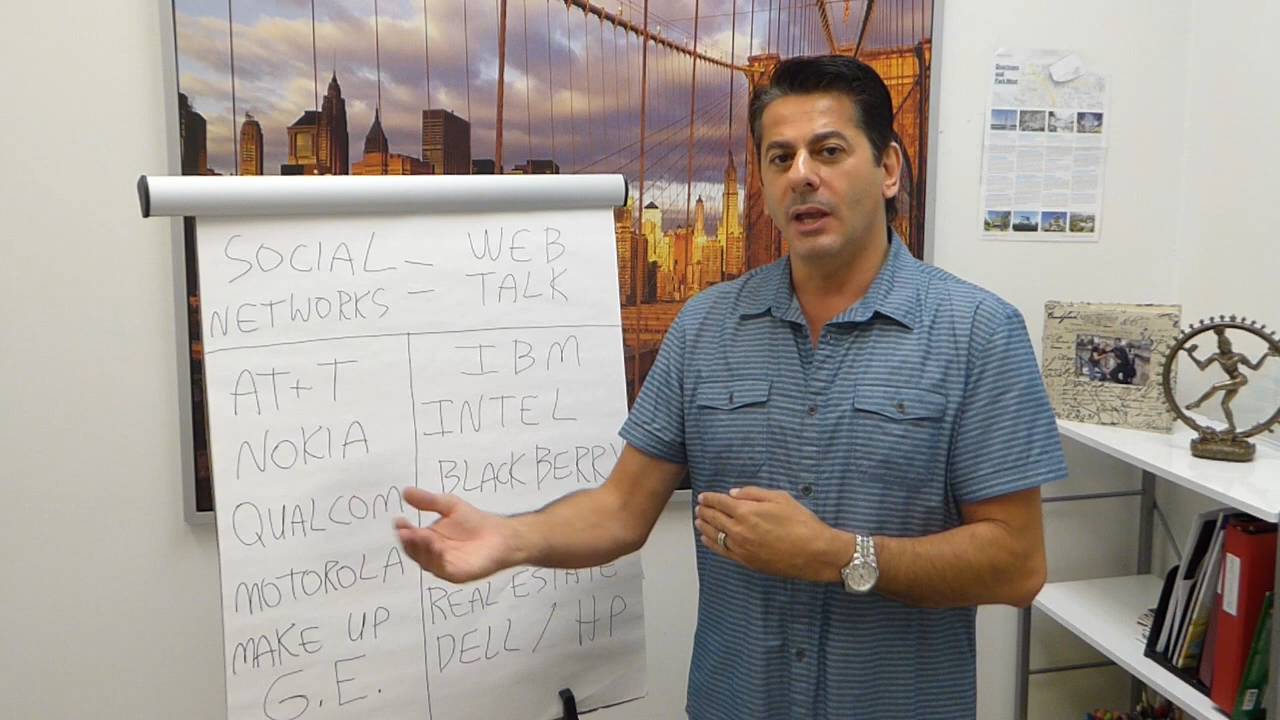 SOCIAL - WEB
NETWORKS - TALK
AT+T
NOKIA
QUALCOM
MOTOROLA
MAKE UP
G.E.
IBM
INTEL
BLACKBERRY
REAL ESTATE
DELL / HP